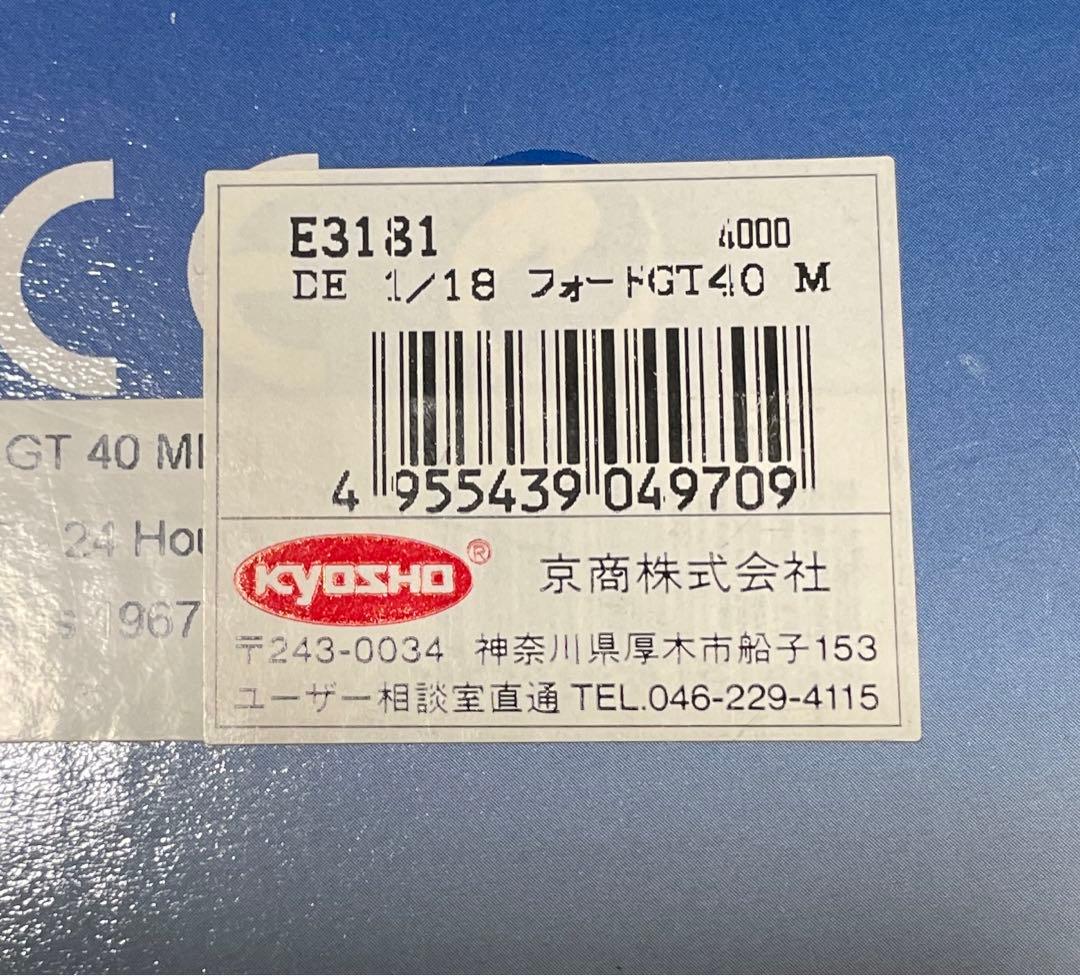 E3181 4000
DE 1/18 フォードGT40 M
4 955439 049709
GT 40 MI
24 Hou
s 1967
KYOSHO® 京商株式会社
〒243-0034 神奈川県厚木市船子153
ユーザー相談室直通 TEL.046-229-4115